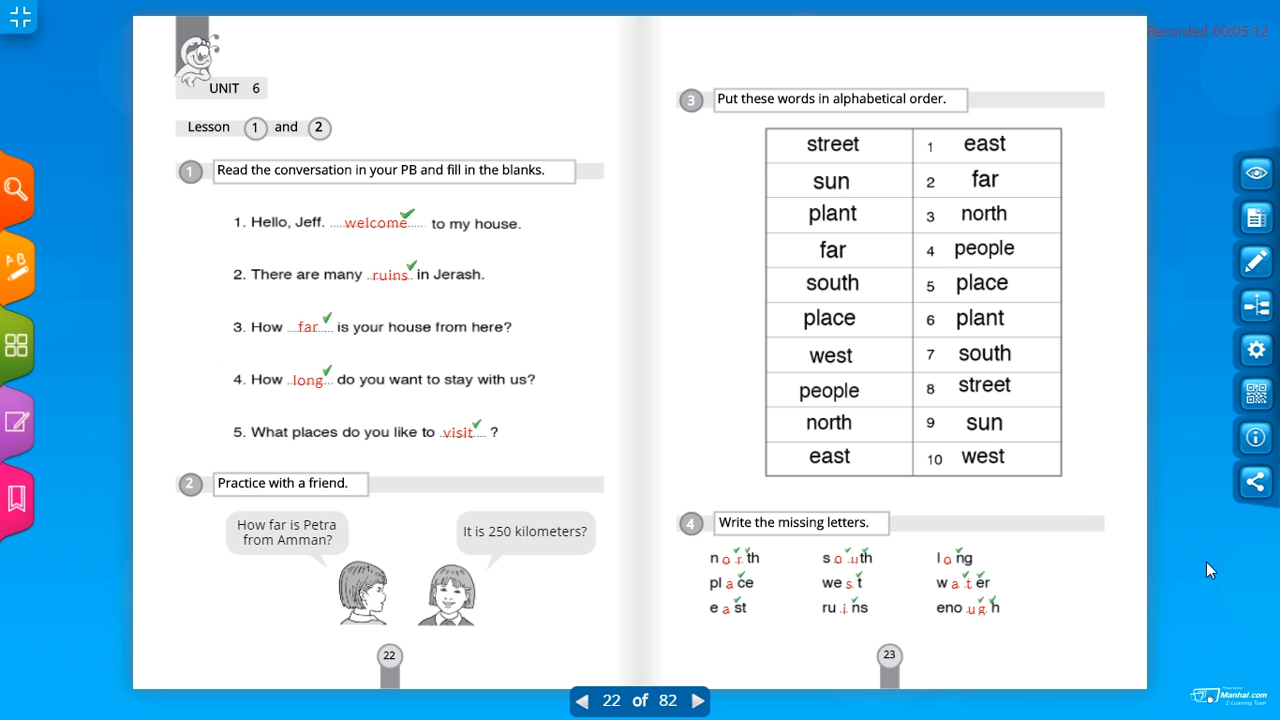 Recorded 00:05:12
UNIT 6
Lesson 1 and 2
1 Read the conversation in your PB and fill in the blanks.
1. Hello, Jeff. ....welcome..... to my house.
2. There are many ..ruins.. in Jerash.
3. How ...far.... is your house from here?
4. How ..long... do you want to stay with us?
5. What places do you like to ..visit.... ?
2 Practice with a friend.
How far is Petra
from Amman?
It is 250 kilometers?
22
3 Put these words in alphabetical order.
street 1 east
sun 2 far
plant 3 north
far 4 people
south 5 place
place 6 plant
west 7 south
people 8 street
north 9 sun
east 10 west
4 Write the missing letters.
north south long
place west water
east ruins enough
23
22 of 82
AB
Manhal.com
E-Learning Team